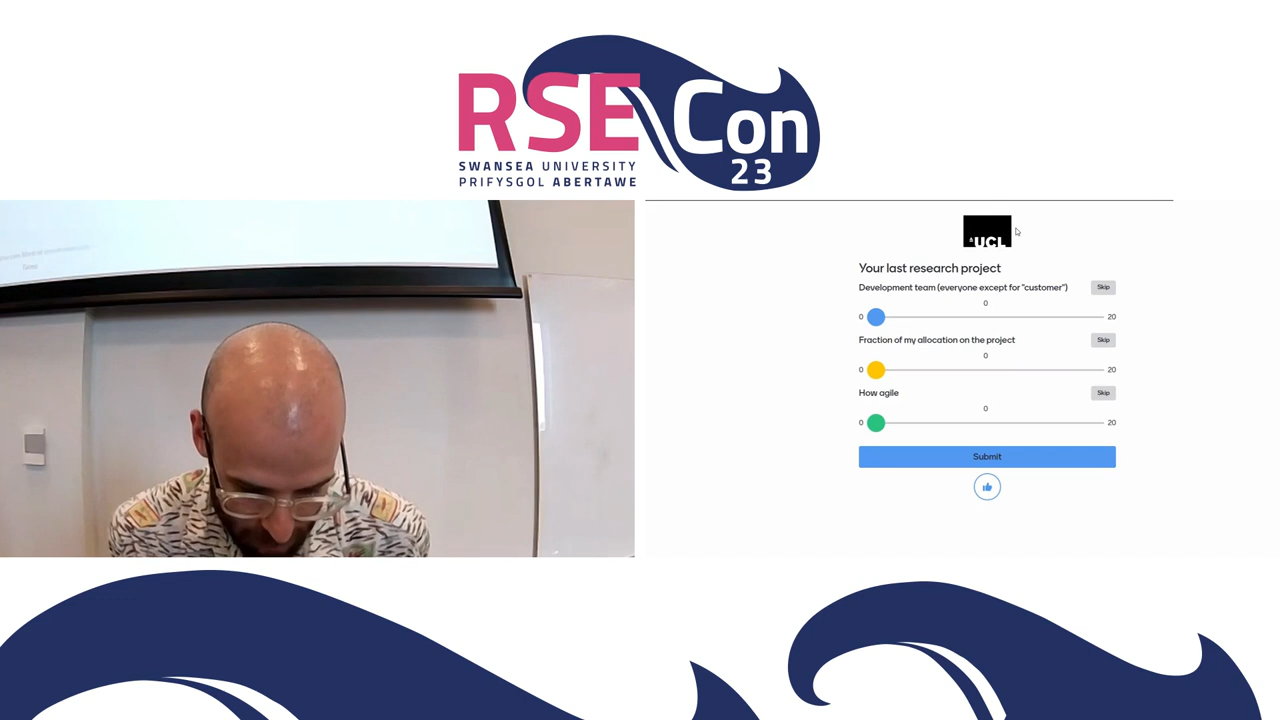 RSE Con
SWANSEA UNIVERSITY
PRIFYSGOL ABERTAWE
23
UCL
Your last research project
Development team (everyone except for "customer")
Skip
0
0
20
Fraction of my allocation on the project
Skip
0
0
20
How agile
Skip
0
0
20
Submit